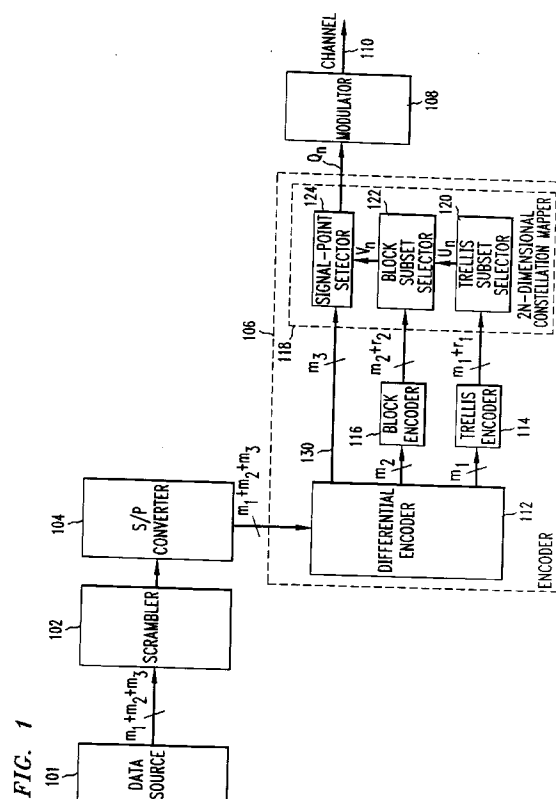 FIG. 1
101
DATA
SOURCE
m1+m2+m3
102
SCRAMBLER
104
S/P
CONVERTER
m1+m2+m3
106
ENCODER
DIFFERENTIAL
ENCODER
112
130
m3
m2
m1
116
BLOCK
ENCODER
TRELLIS
ENCODER
114
m2+r2
m1+r1
118
124
SIGNAL-POINT
SETECTOR
Vn
122
BLOCK
SUBSET
SELECTOR
Un
120
TRELLIS
SUBSET
SELECTOR
2N-DIMENSIONAL
CONSTELLATION MAPPER
Qn
MODULATOR
108
CHANNEL
110